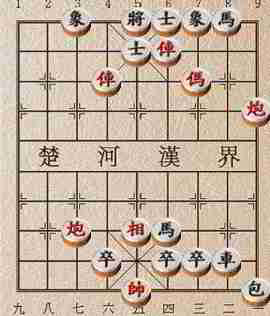 1 2 3 4 5 6 7 8 9
象 將 士 象 馬
士 俥
俥 傌
炮
楚 河 漢 界
炮 相 馬
卒 卒 卒 車
帥 包
九 八 七 六 五 四 三 二 一